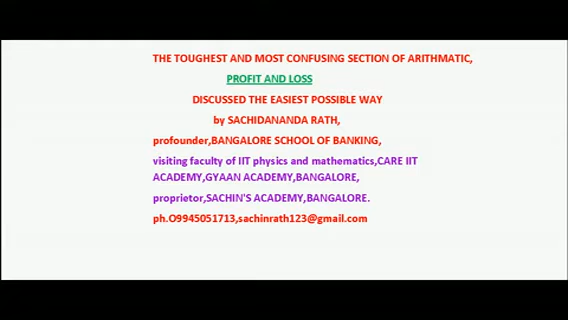 THE TOUGHEST AND MOST CONFUSING SECTION OF ARITHMATIC,
PROFIT AND LOSS
DISCUSSED THE EASIEST POSSIBLE WAY
by SACHIDANANDA RATH,
profounder,BANGALORE SCHOOL OF BANKING,
visiting faculty of IIT physics and mathematics,CARE IIT
ACADEMY,GYAAN ACADEMY,BANGALORE,
proprietor,SACHIN'S ACADEMY,BANGALORE.
ph.O9945051713,sachinrath123@gmail.com